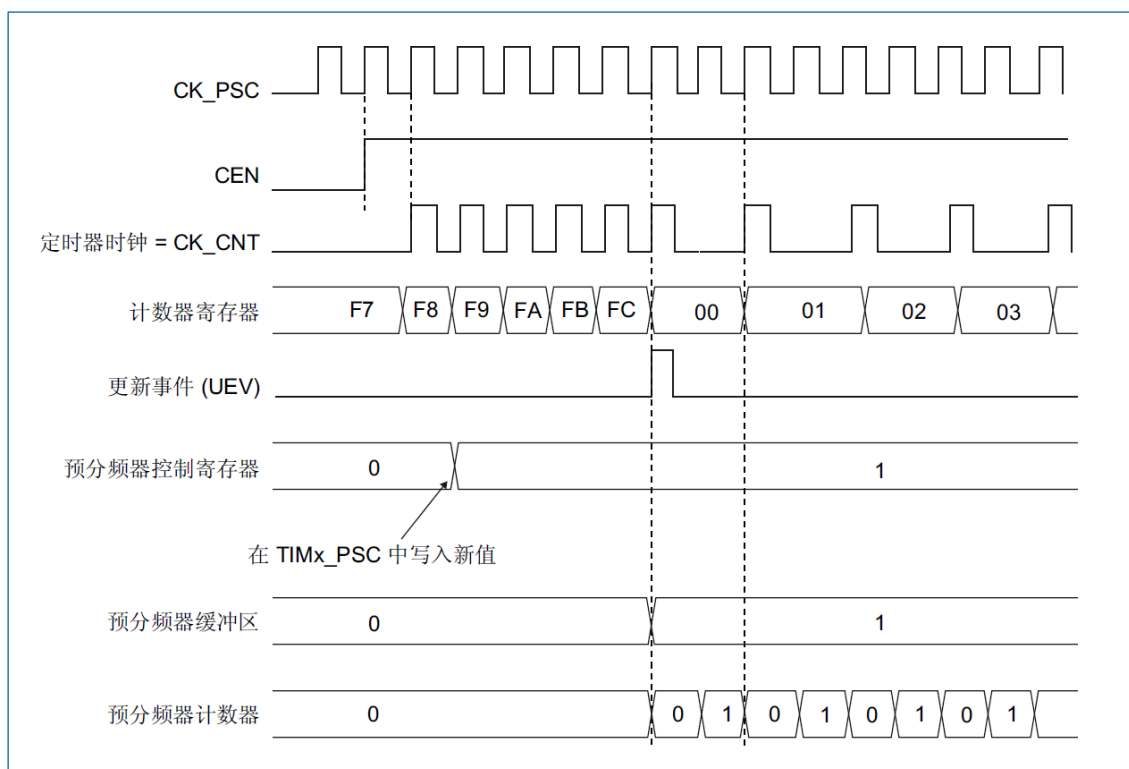 CK_PSC
CEN
定时器时钟 = CK_CNT
计数器寄存器 F7 F8 F9 FA FB FC 00 01 02 03
更新事件 (UEV)
预分频器控制寄存器 0 1
在 TIMx_PSC 中写入新值
预分频器缓冲区 0 1
预分频器计数器 0 0 1 0 1 0 1 0 1